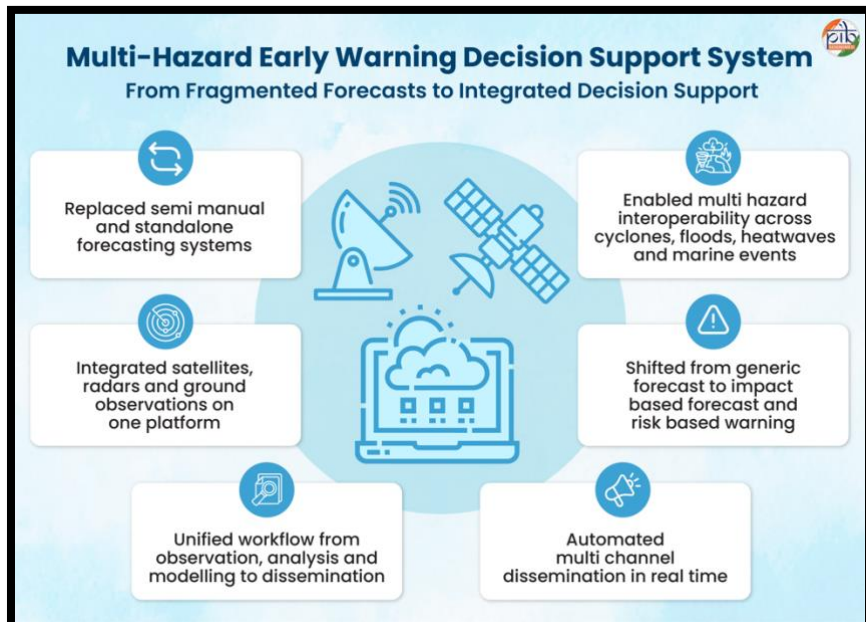 pib
Multi-Hazard Early Warning Decision Support System
From Fragmented Forecasts to Integrated Decision Support
Replaced semi manual
and standalone
forecasting systems
Enabled multi hazard
interoperability across
cyclones, floods, heatwaves
and marine events
Integrated satellites,
radars and ground
observations on
one platform
Shifted from generic
forecast to impact
based forecast and
risk based warning
Unified workflow from
observation, analysis and
modelling to dissemination
Automated
multi channel
dissemination in real time